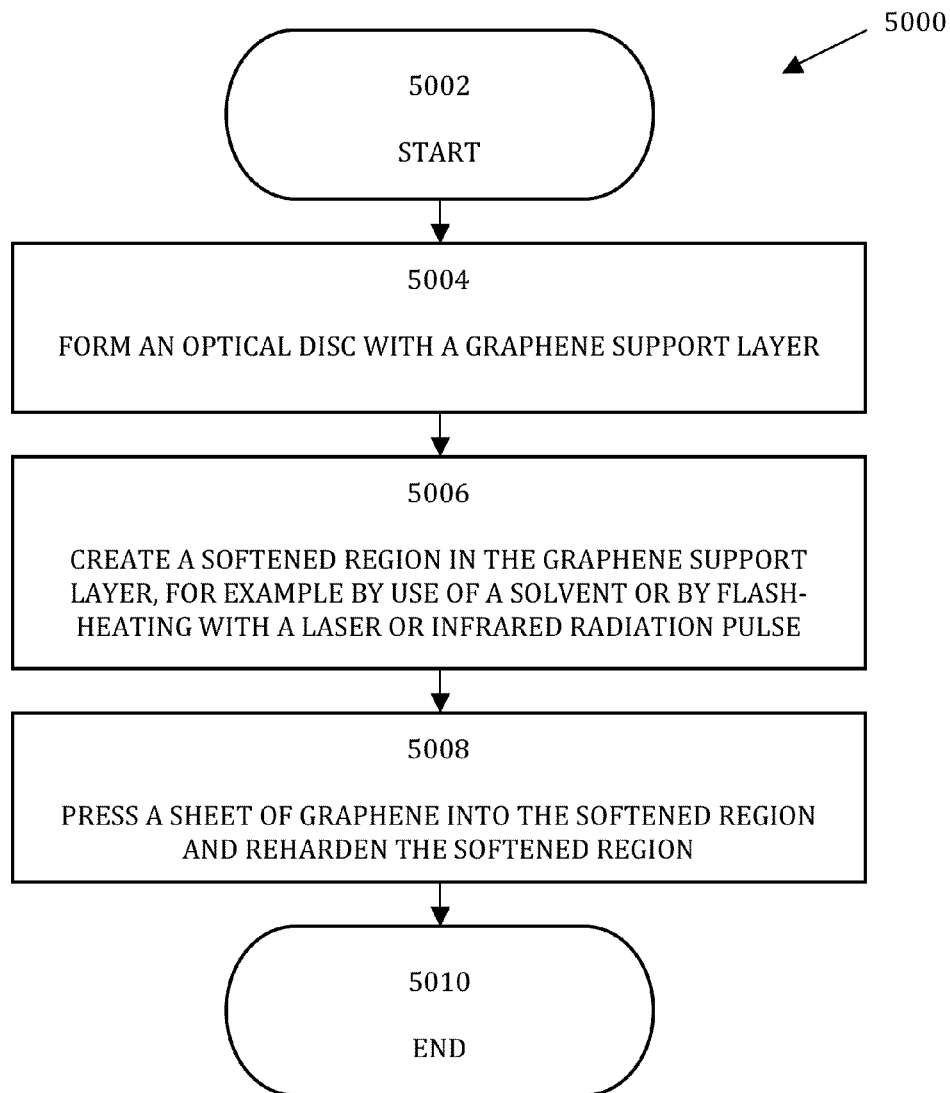 5000
5002
START
5004
FORM AN OPTICAL DISC WITH A GRAPHENE SUPPORT LAYER
5006
CREATE A SOFTENED REGION IN THE GRAPHENE SUPPORT
LAYER, FOR EXAMPLE BY USE OF A SOLVENT OR BY FLASH-
HEATING WITH A LASER OR INFRARED RADIATION PULSE
5008
PRESS A SHEET OF GRAPHENE INTO THE SOFTENED REGION
AND REHARDEN THE SOFTENED REGION
5010
END